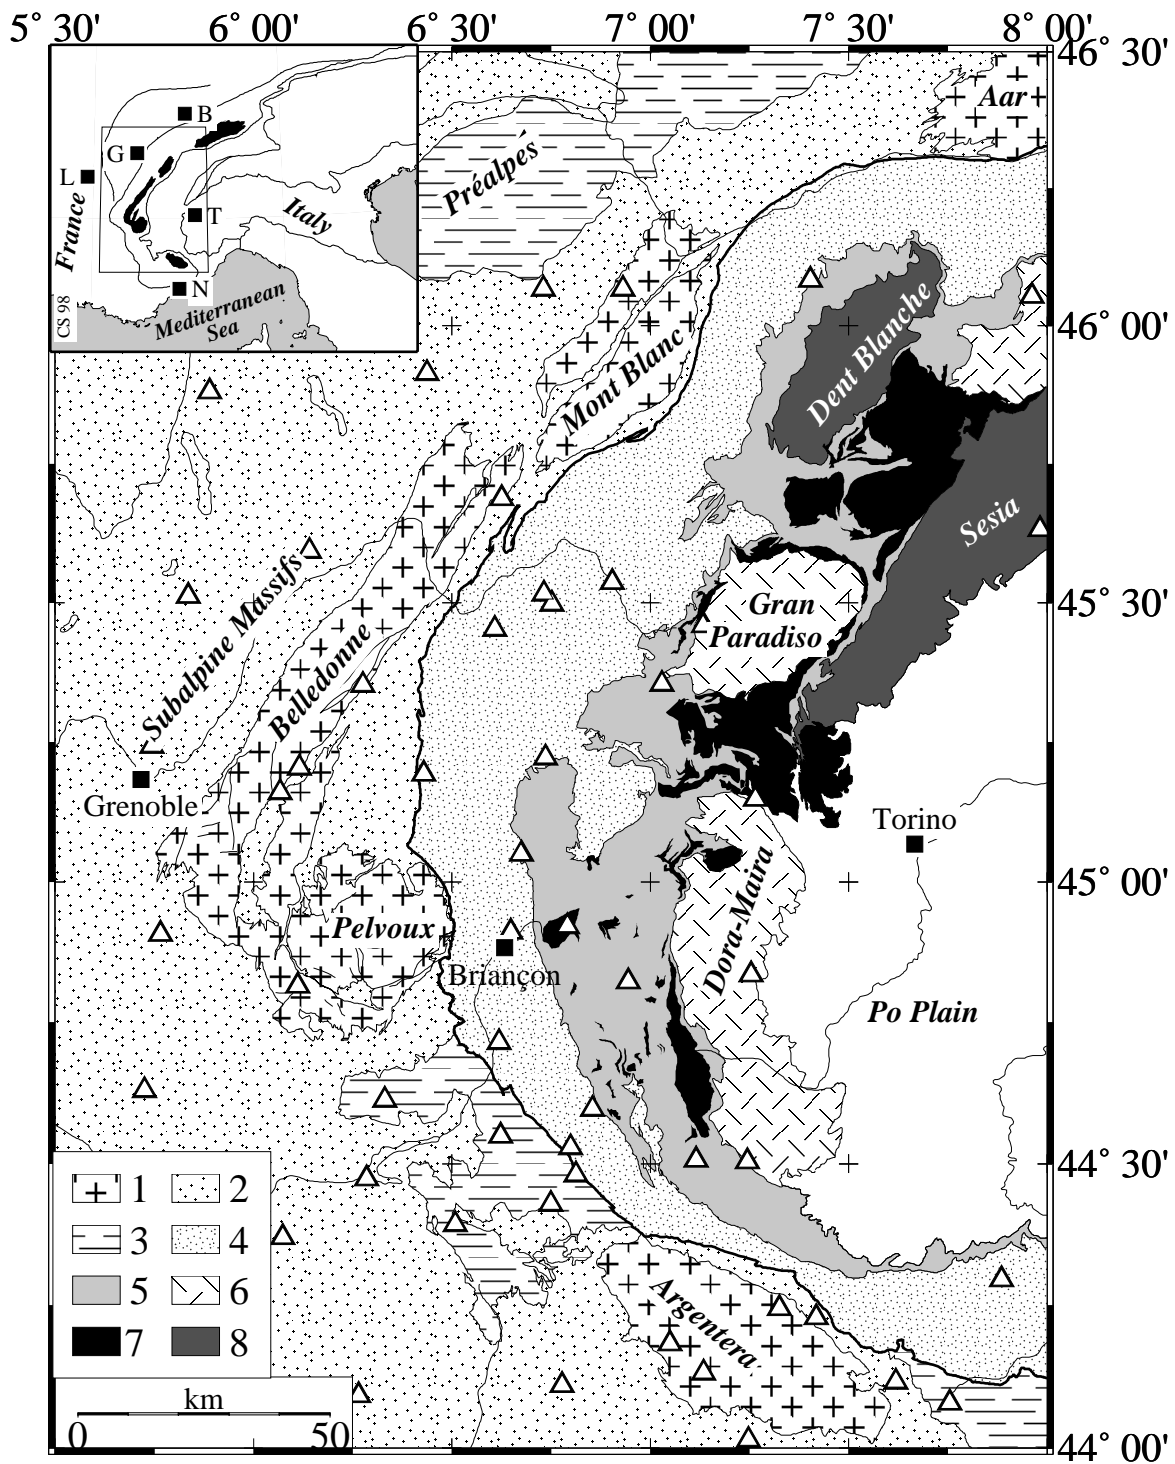 5° 30'
6° 00'
6° 30'
7° 00'
7° 30'
8° 00'
46° 30'
46° 00'
45° 30'
45° 00'
44° 30'
44° 00'
B
G
L
T
N
France
Italy
Mediterranean
Sea
CS 98
Aar
Préalpés
Mont Blanc
Dent Blanche
Sesia
Gran
Paradiso
Subalpine Massifs
Belledonne
Grenoble
Torino
Pelvoux
Briançon
Dora-Maira
Po Plain
Argentera
1
2
3
4
5
6
7
8
km
0
50